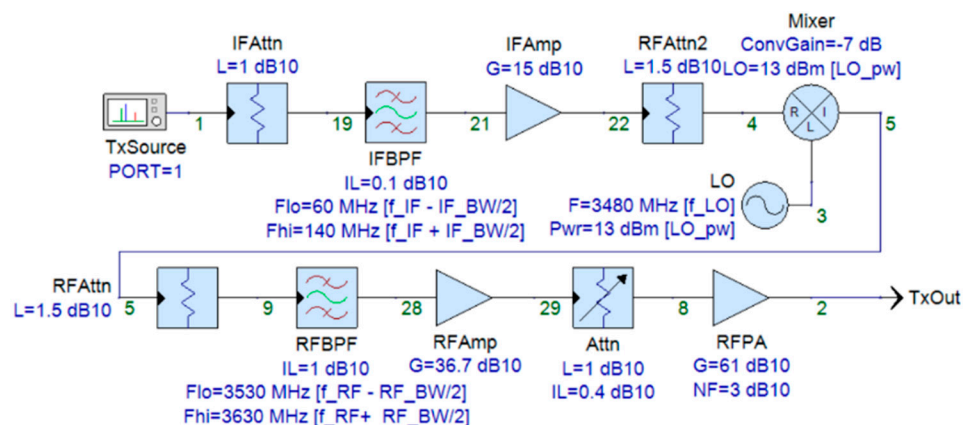 Mixer
IFAttn
L=1 dB10
IFAmp
G=15 dB10
RFAttn2
L=1.5 dB10
ConvGain=-7 dB
LO=13 dBm [LO_pw]
R
I
L
1
19
21
22
4
5
TxSource
PORT=1
IFBPF
IL=0.1 dB10
Flo=60 MHz [f_IF - IF_BW/2]
Fhi=140 MHz [f_IF + IF_BW/2]
LO
F=3480 MHz [f_LO]
Pwr=13 dBm [LO_pw]
3
RFAttn
L=1.5 dB10
5
9
28
29
8
2
TxOut
RFBPF
IL=1 dB10
Flo=3530 MHz [f_RF - RF_BW/2]
Fhi=3630 MHz [f_RF+ RF_BW/2]
RFAmp
G=36.7 dB10
Attn
L=1 dB10
IL=0.4 dB10
RFPA
G=61 dB10
NF=3 dB10